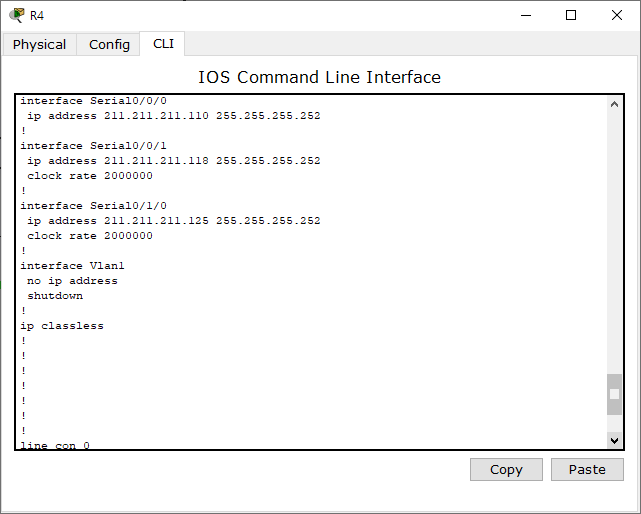 R4
Physical Config CLI
IOS Command Line Interface
interface Serial0/0/0
 ip address 211.211.211.110 255.255.255.252
!
interface Serial0/0/1
 ip address 211.211.211.118 255.255.255.252
 clock rate 2000000
!
interface Serial0/1/0
 ip address 211.211.211.125 255.255.255.252
 clock rate 2000000
!
interface Vlan1
 no ip address
 shutdown
!
ip classless
!
!
!
!
!
!
!
line con 0
Copy Paste